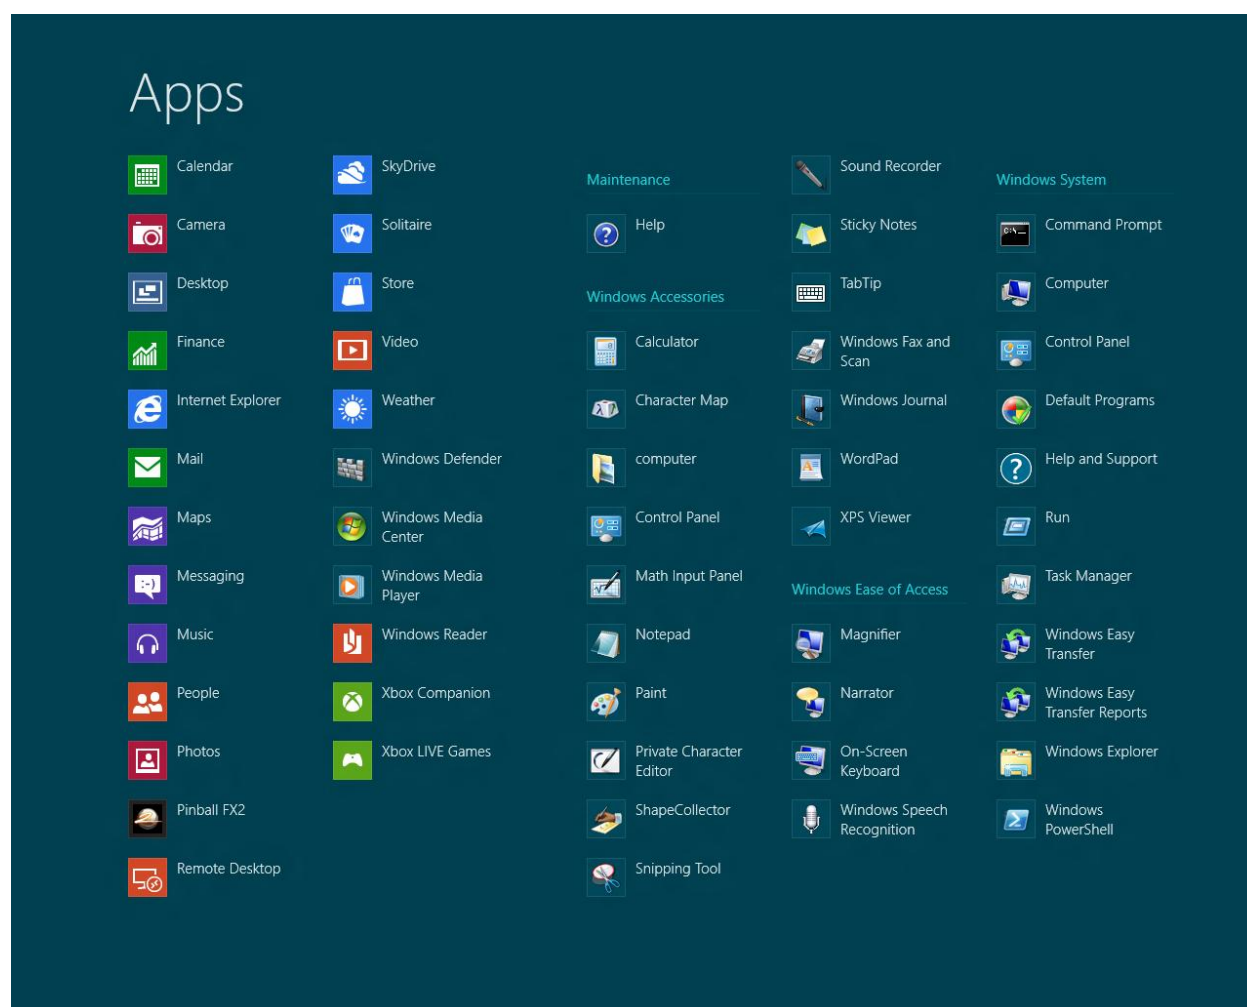 Apps
Calendar
Camera
Desktop
Finance
Internet Explorer
Mail
Maps
Messaging
Music
People
Photos
Pinball FX2
Remote Desktop
SkyDrive
Solitaire
Store
Video
Weather
Windows Defender
Windows Media
Center
Windows Media
Player
Windows Reader
Xbox Companion
Xbox LIVE Games
Maintenance
Help
Windows Accessories
Calculator
Character Map
computer
Control Panel
Math Input Panel
Notepad
Paint
Private Character
Editor
ShapeCollector
Snipping Tool
Sound Recorder
Sticky Notes
TabTip
Windows Fax and
Scan
Windows Journal
WordPad
XPS Viewer
Windows Ease of Access
Magnifier
Narrator
On-Screen
Keyboard
Windows Speech
Recognition
Windows System
Command Prompt
Computer
Control Panel
Default Programs
Help and Support
Run
Task Manager
Windows Easy
Transfer
Windows Easy
Transfer Reports
Windows Explorer
Windows
PowerShell